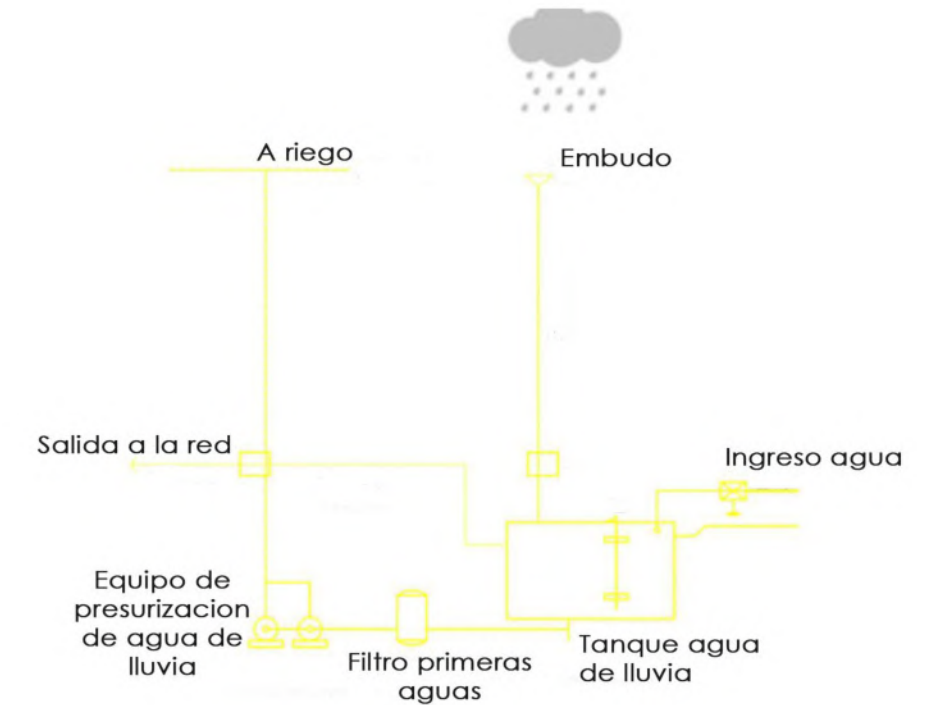 A riego
Embudo
Salida a la red
Ingreso agua
Equipo de
presurizacion
de agua de
lluvia
Filtro primeras
aguas
Tanque agua
de lluvia